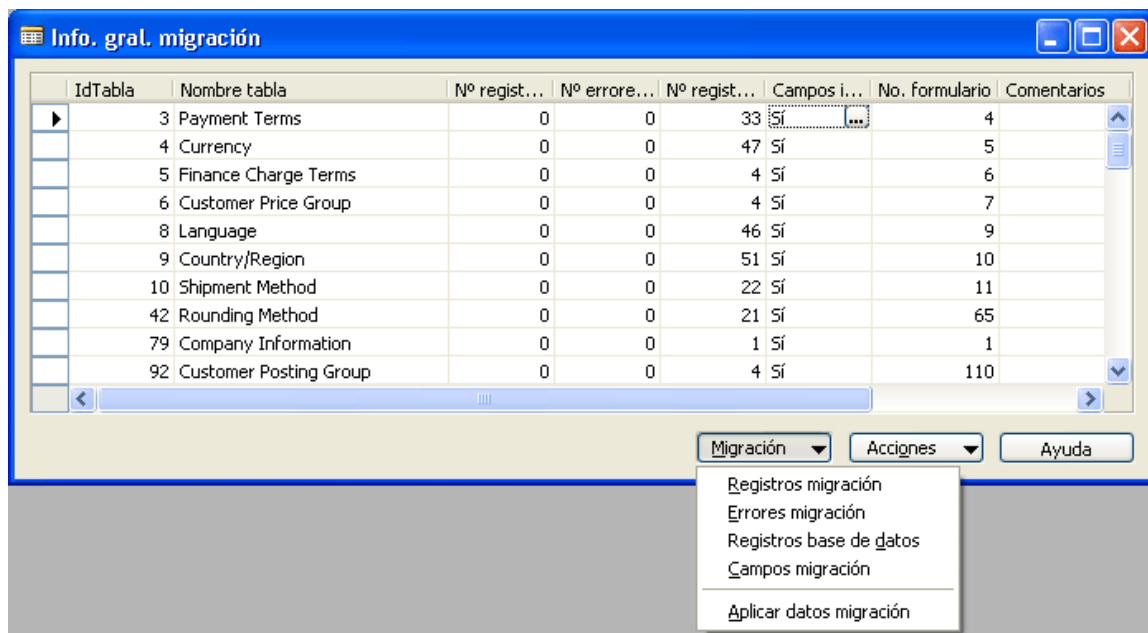 Info. gral. migración
IdTabla Nombre tabla Nº regist... Nº errore... Nº regist... Campos i... No. formulario Comentarios
3 Payment Terms 0 0 33 Sí ... 4
4 Currency 0 0 47 Sí 5
5 Finance Charge Terms 0 0 4 Sí 6
6 Customer Price Group 0 0 4 Sí 7
8 Language 0 0 46 Sí 9
9 Country/Region 0 0 51 Sí 10
10 Shipment Method 0 0 22 Sí 11
42 Rounding Method 0 0 21 Sí 65
79 Company Information 0 0 1 Sí 1
92 Customer Posting Group 0 0 4 Sí 110
Migración Acciones Ayuda
Registros migración
Errores migración
Registros base de datos
Campos migración
Aplicar datos migración